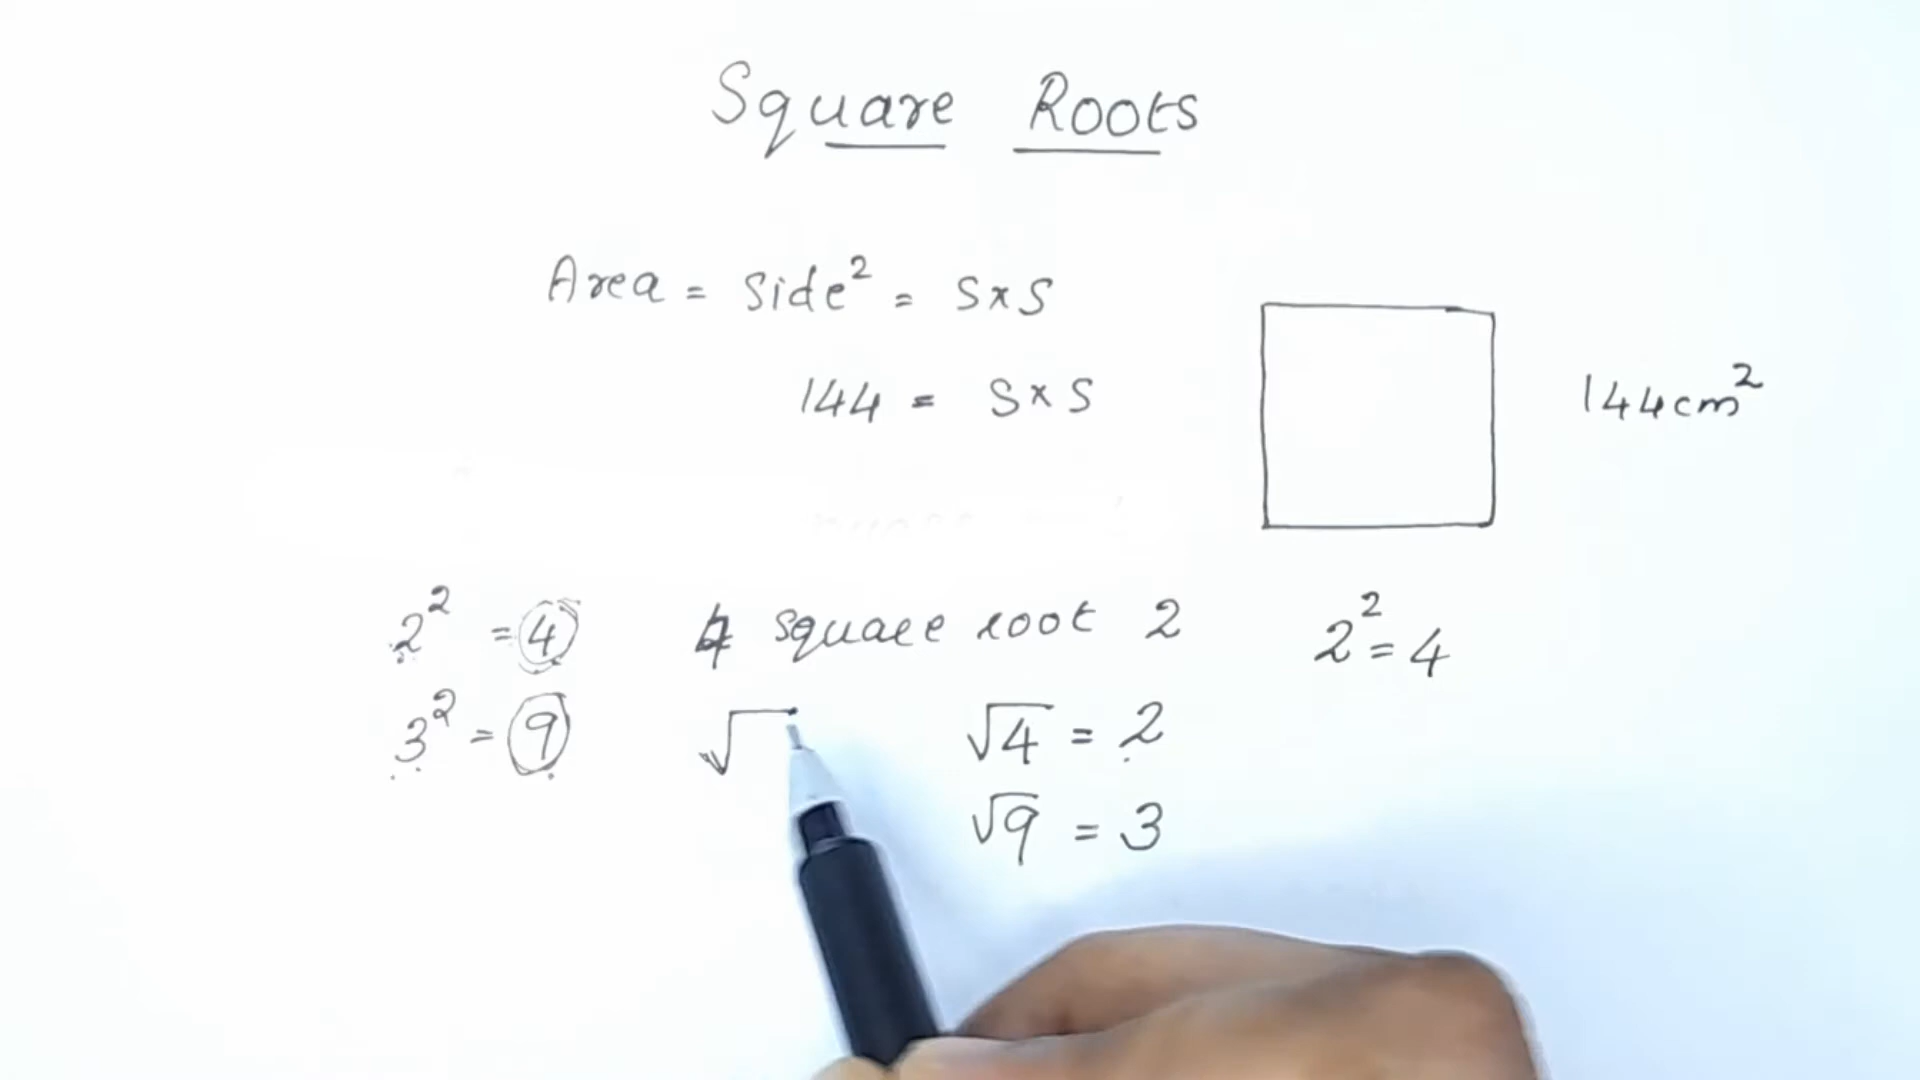 Square Roots
Area = Side² = S×S
144 = S×S
144cm²
2² = 4
4 square root 2
2² = 4
3² = 9
√
√4 = 2
√9 = 3